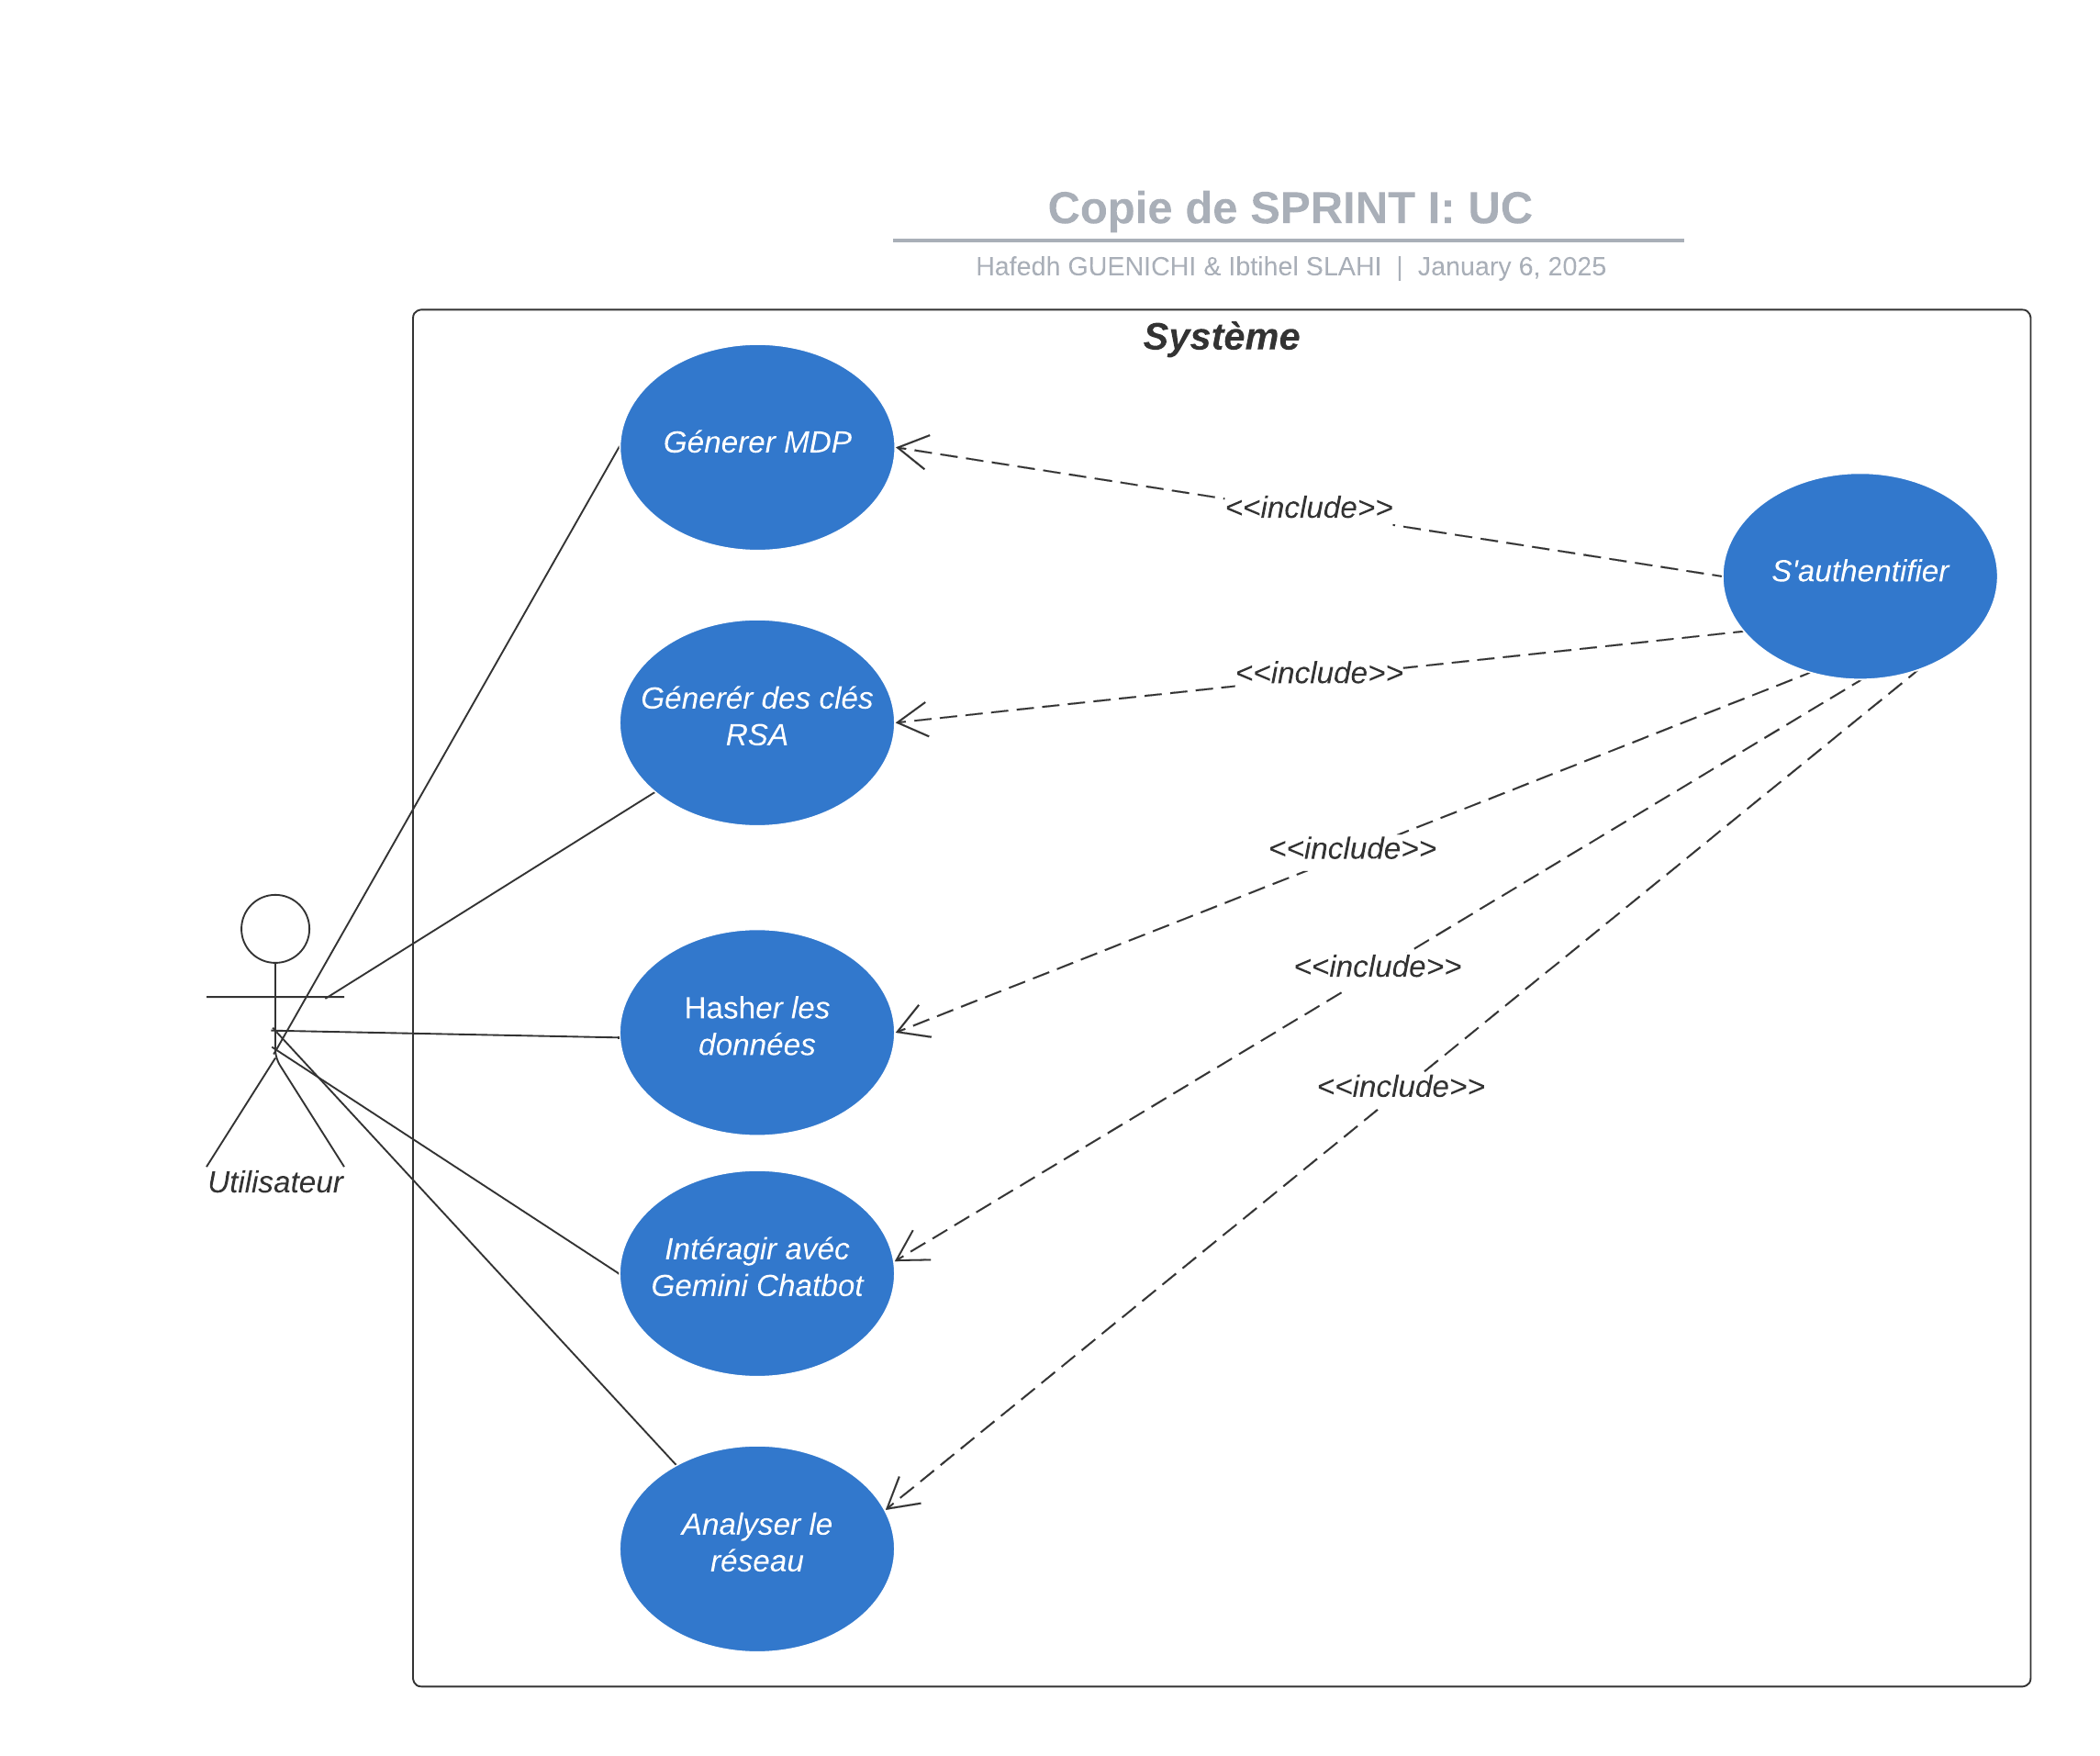 Copie de SPRINT I: UC
Hafedh GUENICHI & Ibtihel SLAHI | January 6, 2025
Système
Génerer MDP
<<include>>
S'authentifier
<<include>>
Génerér des clés
RSA
<<include>>
<<include>>
Hasher les
données
<<include>>
Utilisateur
Intéragir avéc
Gemini Chatbot
Analyser le
réseau